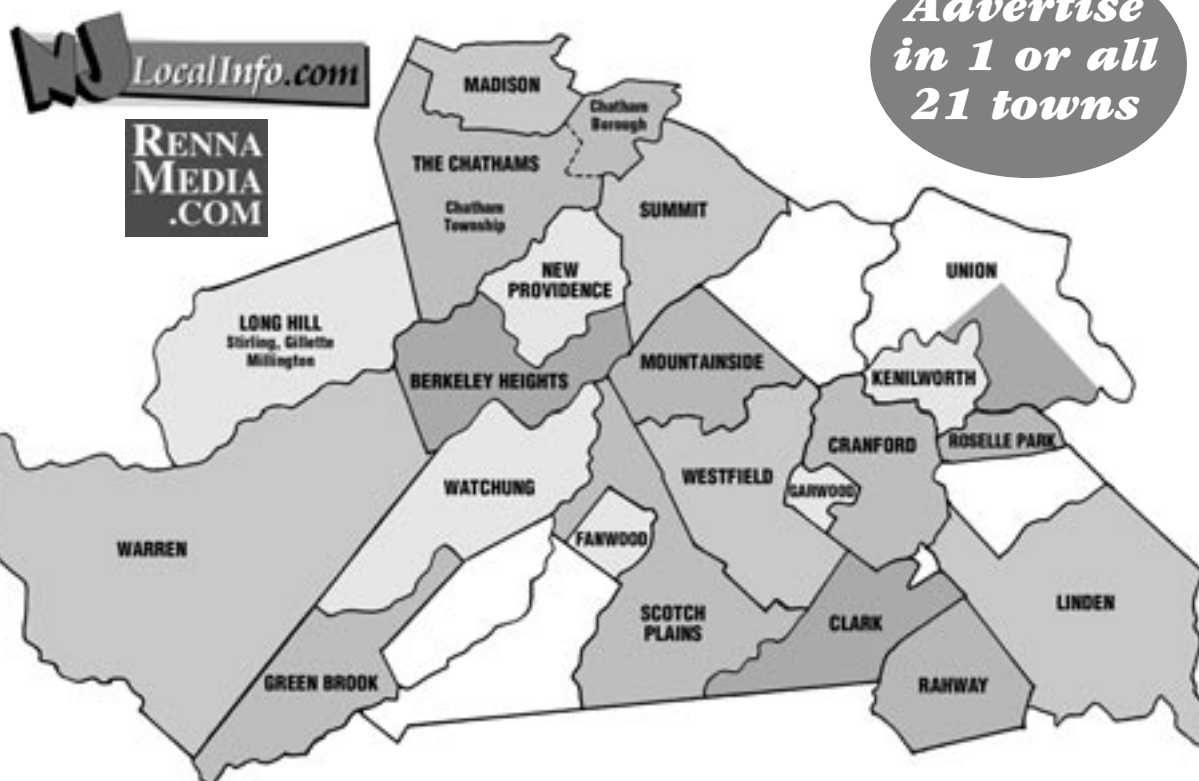 NJ LocalInfo.com
RENNA
MEDIA
.COM
Advertise
in 1 or all
21 towns
MADISON
Chatham
Borough
THE CHATHAMS
Chatham
Township
SUMMIT
NEW
PROVIDENCE
UNION
LONG HILL
Stirling, Gillette
Millington
BERKELEY HEIGHTS
MOUNTAINSIDE
KENILWORTH
CRANFORD
ROSELLE PARK
WATCHUNG
WESTFIELD
GARWOOD
WARREN
FANWOOD
SCOTCH
PLAINS
CLARK
LINDEN
GREEN BROOK
RAHWAY